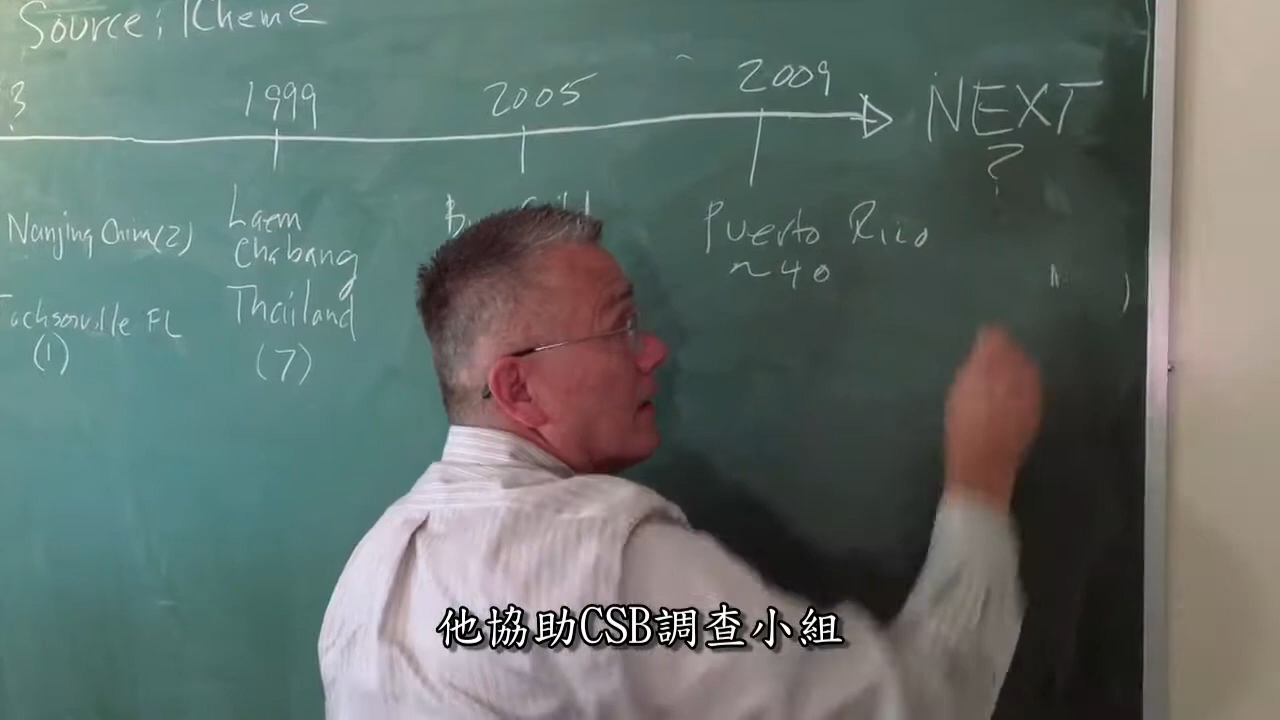 Source: IChemE
3 1999 2005 2009 NEXT
?
Nanjing China (2)
Jacksonville FL
(1)
Laem
Chabang
Thailand
(7)
Puerto Rico
~40
他協助CSB調查小組